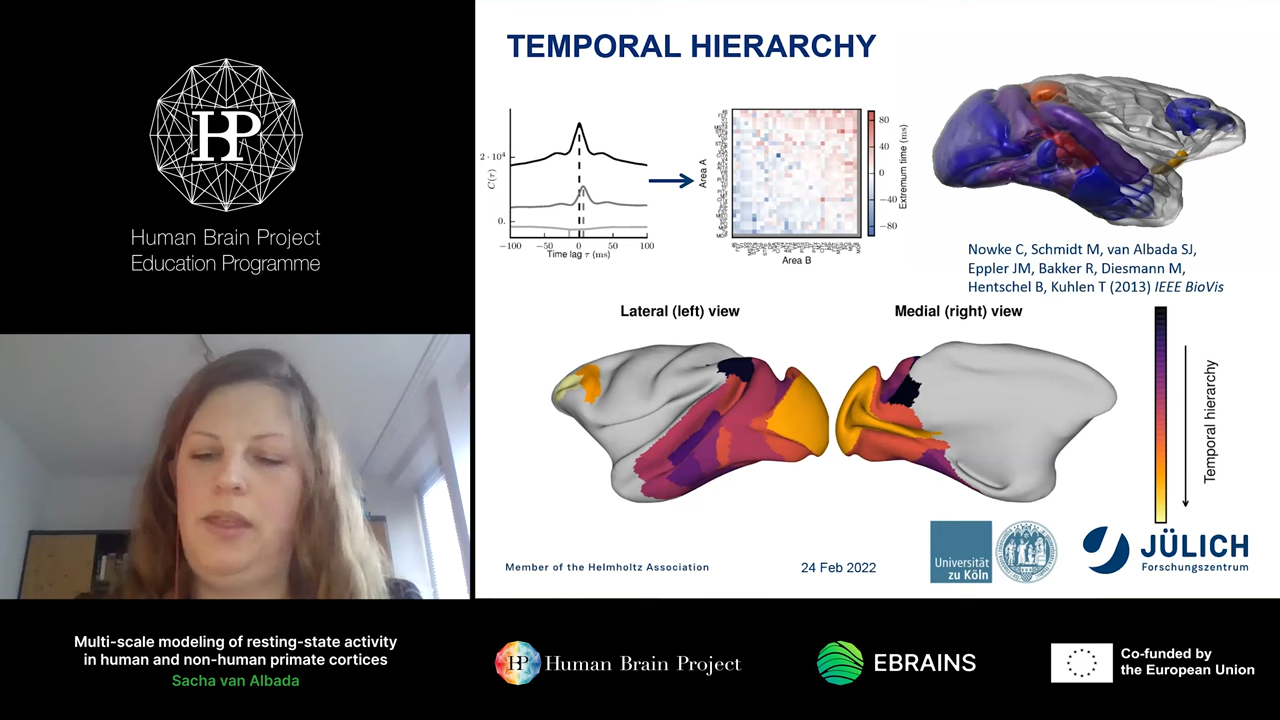 HP
Human Brain Project
Education Programme
TEMPORAL HIERARCHY
2·10⁴
0.
C(τ)
−100 −50 0 50 100
Time lag τ (ms)
Area A
Area B
80
40
0
−40
−80
Extremum time (ms)
Nowke C, Schmidt M, van Albada SJ,
Eppler JM, Bakker R, Diesmann M,
Hentschel B, Kuhlen T (2013) IEEE BioVis
Lateral (left) view
Medial (right) view
Temporal hierarchy
Member of the Helmholtz Association
24 Feb 2022
Universität
zu Köln
JÜLICH
Forschungszentrum
Multi-scale modeling of resting-state activity
in human and non-human primate cortices
Sacha van Albada
HP Human Brain Project
EBRAINS
Co-funded by
the European Union